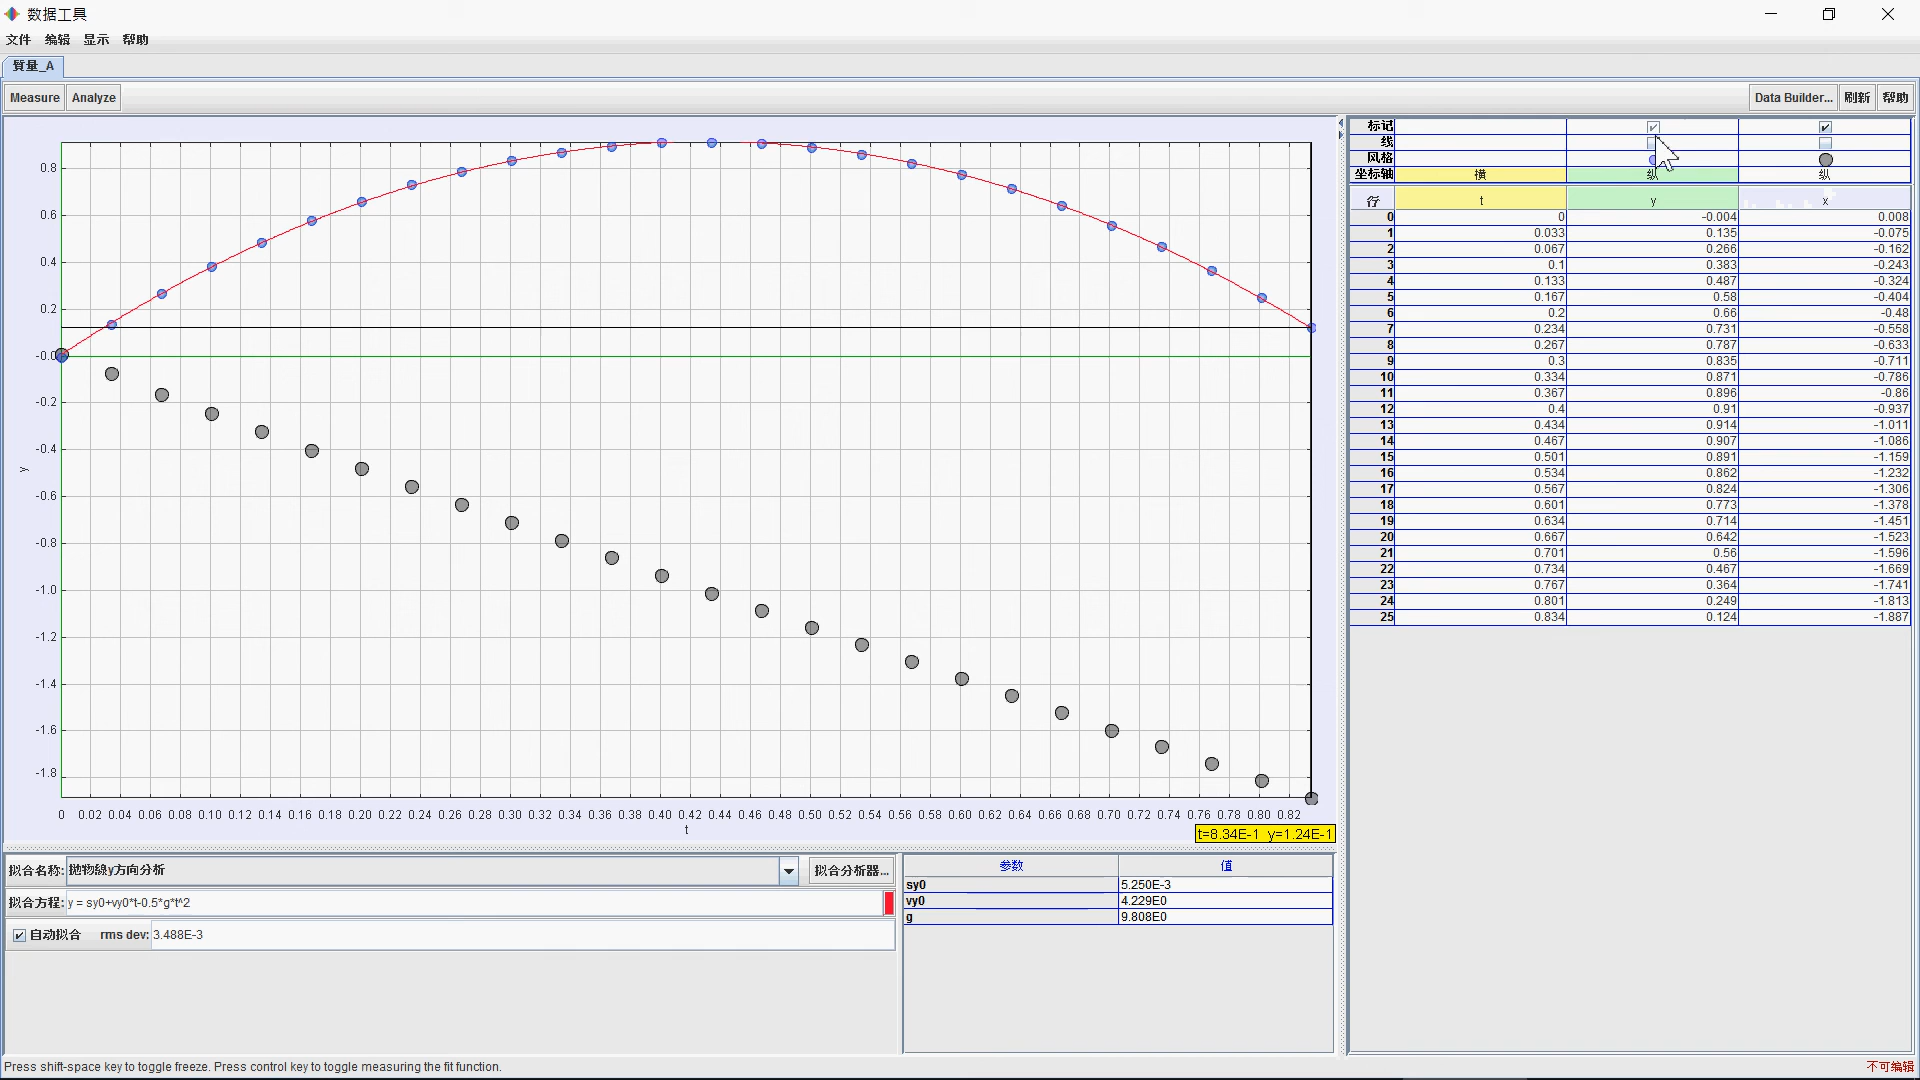 数据工具
文件 编辑 显示 帮助
質量_A
Measure Analyze Data Builder... 刷新 帮助
标记
线
风格
坐标轴 横 纵 纵
行 t y x
0 0 -0.004 0.008
1 0.033 0.135 -0.075
2 0.067 0.266 -0.162
3 0.1 0.383 -0.243
4 0.133 0.487 -0.324
5 0.167 0.58 -0.404
6 0.2 0.66 -0.48
7 0.234 0.731 -0.558
8 0.267 0.787 -0.633
9 0.3 0.835 -0.711
10 0.334 0.871 -0.786
11 0.367 0.896 -0.86
12 0.4 0.91 -0.937
13 0.434 0.914 -1.011
14 0.467 0.907 -1.086
15 0.501 0.891 -1.159
16 0.534 0.862 -1.232
17 0.567 0.824 -1.306
18 0.601 0.773 -1.378
19 0.634 0.714 -1.451
20 0.667 0.642 -1.523
21 0.701 0.56 -1.596
22 0.734 0.467 -1.669
23 0.767 0.364 -1.741
24 0.801 0.249 -1.813
25 0.834 0.124 -1.887
0.8
0.6
0.4
0.2
-0.0
-0.2
-0.4
y
-0.6
-0.8
-1.0
-1.2
-1.4
-1.6
-1.8
0 0.02 0.04 0.06 0.08 0.10 0.12 0.14 0.16 0.18 0.20 0.22 0.24 0.26 0.28 0.30 0.32 0.34 0.36 0.38 0.40 0.42 0.44 0.46 0.48 0.50 0.52 0.54 0.56 0.58 0.60 0.62 0.64 0.66 0.68 0.70 0.72 0.74 0.76 0.78 0.80 0.82
t
t=8.34E-1 y=1.24E-1
拟合名称: 拋物線y方向分析 拟合分析器...
拟合方程: y = sy0+vy0*t-0.5*g*t^2
自动拟合 rms dev: 3.488E-3
参数 值
sy0 5.250E-3
vy0 4.229E0
g 9.808E0
Press shift-space key to toggle freeze. Press control key to toggle measuring the fit function.
不可编辑